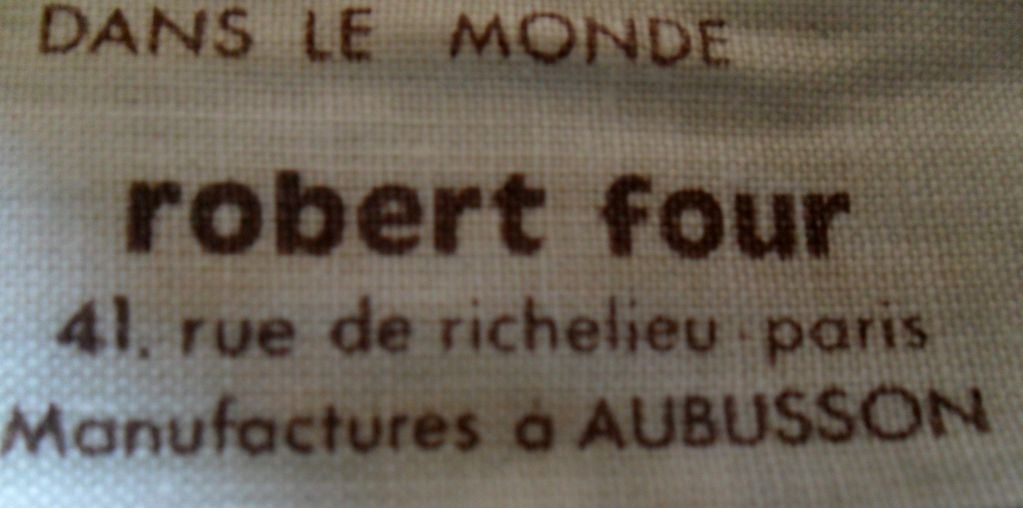 DANS LE MONDE
robert four
41, rue de richelieu - paris
Manufactures à AUBUSSON